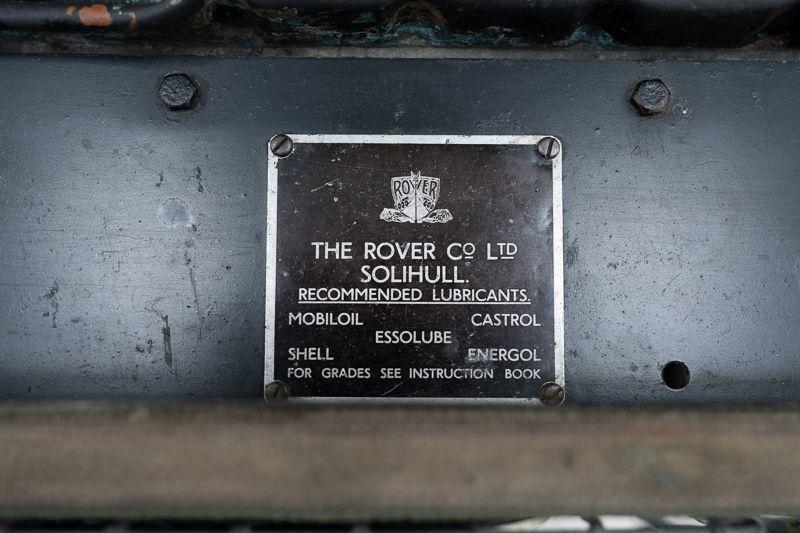 ROVER
THE ROVER Co LTD
SOLIHULL.
RECOMMENDED LUBRICANTS.
MOBILOIL CASTROL
ESSOLUBE
SHELL ENERGOL
FOR GRADES SEE INSTRUCTION BOOK